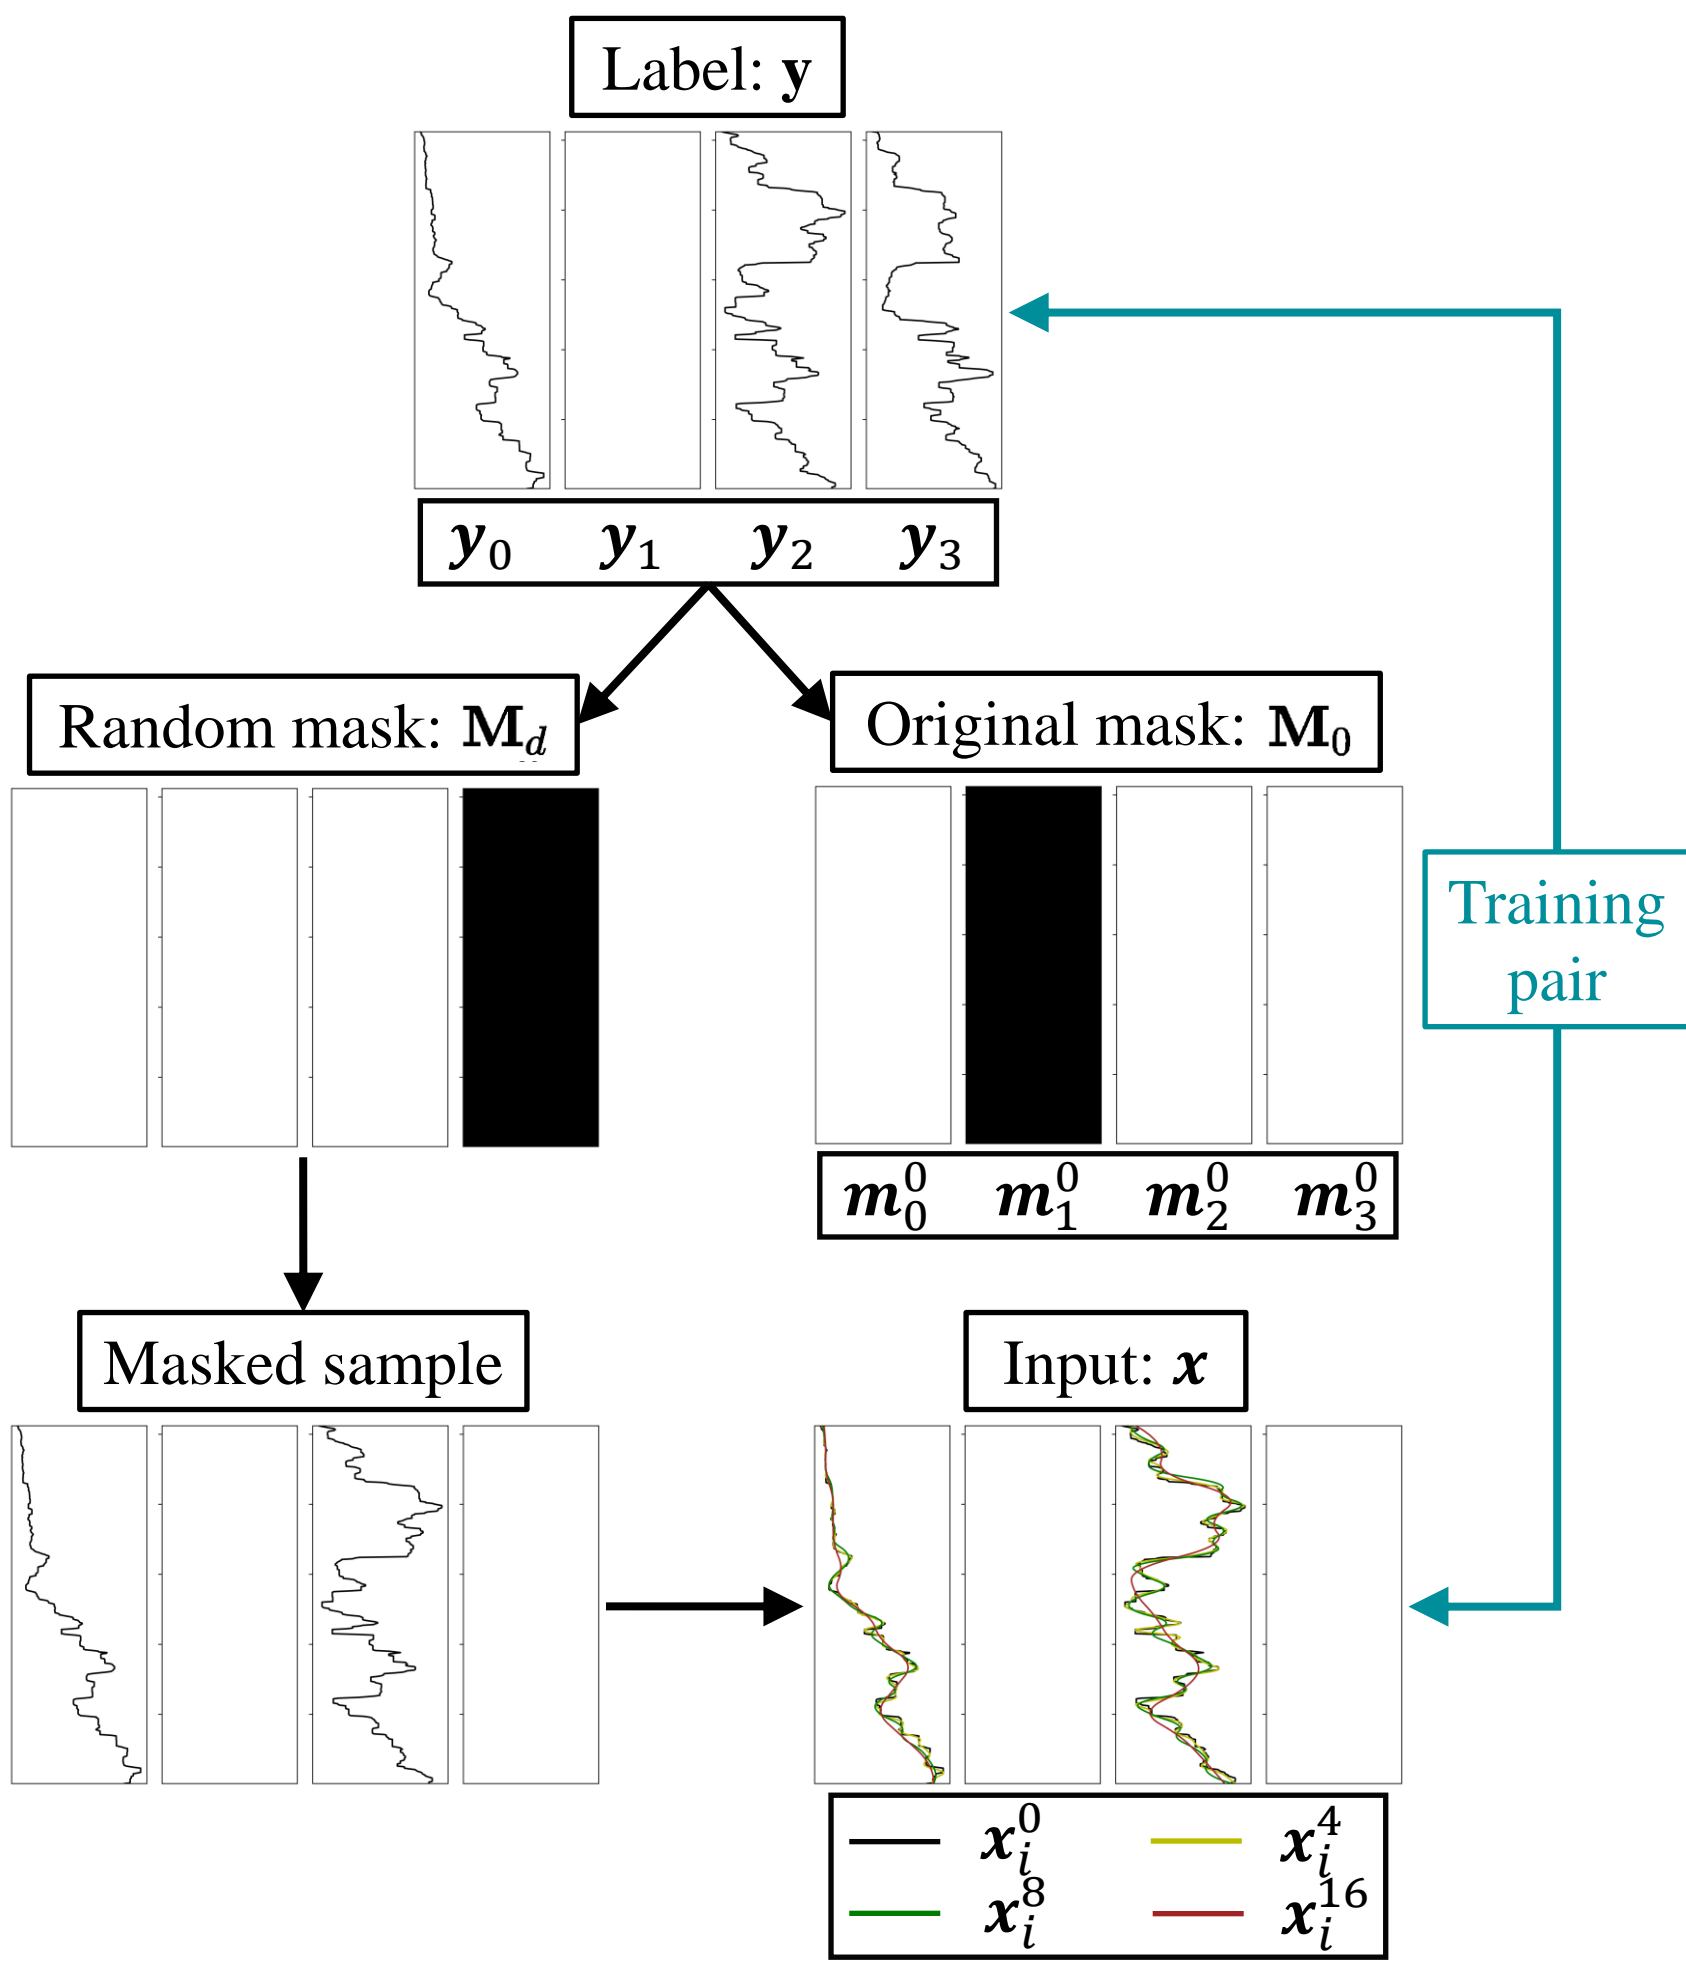 Label: y
y₀ y₁ y₂ y₃
Random mask: M_d
Original mask: M₀
Training
pair
m₀⁰ m₁⁰ m₂⁰ m₃⁰
Masked sample
Input: x
xᵢ⁰ xᵢ⁴
xᵢ⁸ xᵢ¹⁶